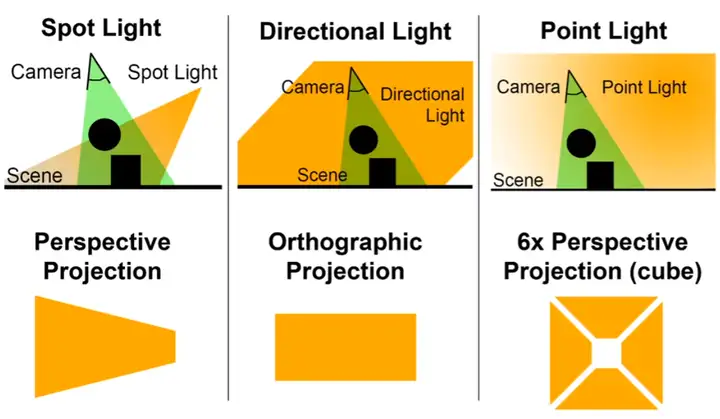 Spot Light
Camera
Spot Light
Scene
Perspective
Projection
Directional Light
Camera
Directional
Light
Scene
Orthographic
Projection
Point Light
Camera
Point Light
Scene
6x Perspective
Projection (cube)